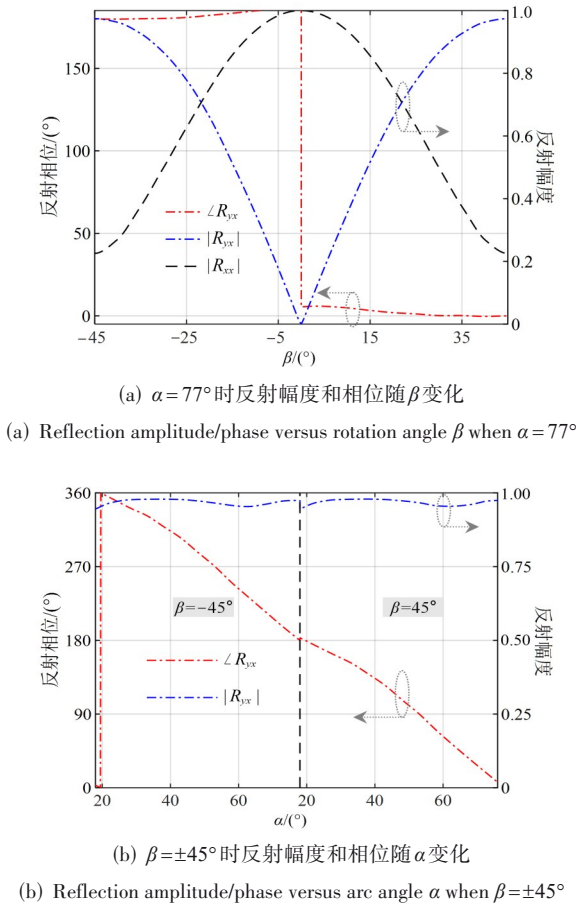 反射相位/(°)
150
100
50
0
1.0
0.8
0.6
0.4
0.2
0
反射幅度
∠Ryx
|Ryx|
|Rxx|
−45 −25 −5 15 35
β/(°)
(a) α=77°时反射幅度和相位随β变化
(a) Reflection amplitude/phase versus rotation angle β when α=77°
反射相位/(°)
360
270
180
90
0
1.00
0.75
0.50
0.25
0
反射幅度
β=−45° β=45°
∠Ryx
|Ryx|
20 40 60 20 40 60
α/(°)
(b) β=±45°时反射幅度和相位随α变化
(b) Reflection amplitude/phase versus arc angle α when β=±45°